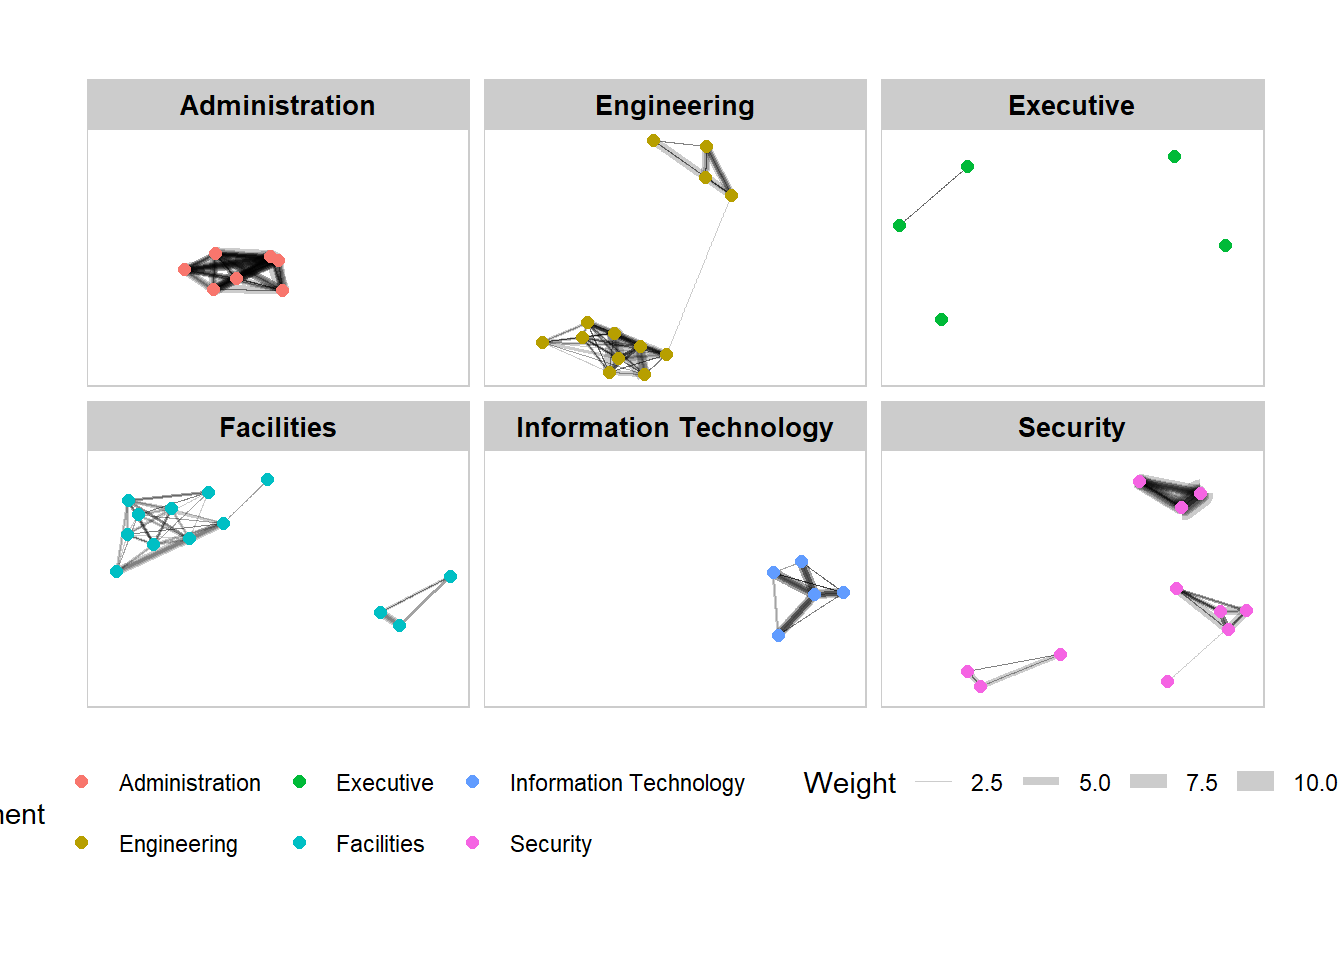 Administration
Engineering
Executive
Facilities
Information Technology
Security
Administration
Executive
Information Technology
Weight
2.5
5.0
7.5
10.0
nent
Engineering
Facilities
Security